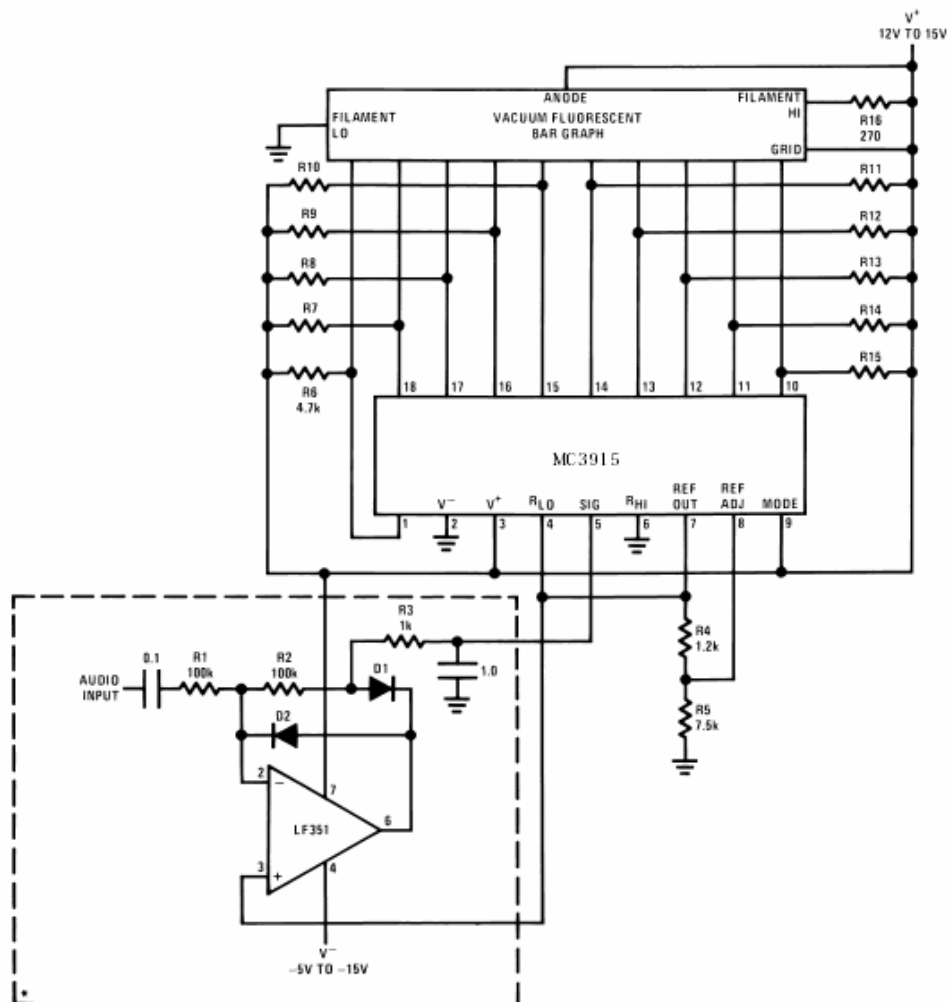 V+
12V TO 15V
ANODE
FILAMENT HI
FILAMENT LO
VACUUM FLUORESCENT
BAR GRAPH
R16
270
GRID
R10
R11
R9
R12
R8
R13
R7
R14
R6
4.7k
R15
18 17 16 15 14 13 12 11 10
MC3915
V− V+ RLO SIG RHI REF OUT REF ADJ MODE
1 2 3 4 5 6 7 8 9
R3
1k
R4
1.2k
0.1
R1
100k
R2
100k
D1
1.0
AUDIO
INPUT
D2
R5
7.5k
2
−
7
LF351
6
3
+
4
V−
−5V TO −15V
*